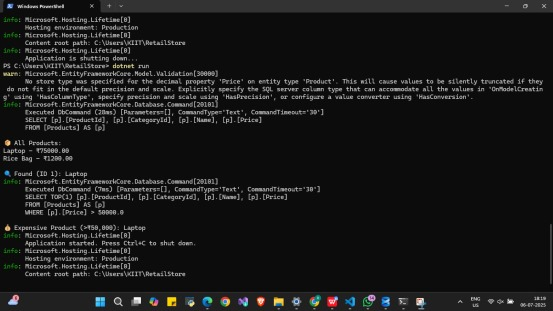 Windows PowerShell
info: Microsoft.Hosting.Lifetime[0]
Hosting environment: Production
info: Microsoft.Hosting.Lifetime[0]
Content root path: C:\Users\KIIT\RetailStore
info: Microsoft.Hosting.Lifetime[0]
Application is shutting down...
PS C:\Users\KIIT\RetailStore> dotnet run
warn: Microsoft.EntityFrameworkCore.Model.Validation[30000]
No store type was specified for the decimal property 'Price' on entity type 'Product'. This will cause values to be silently truncated if they
do not fit in the default precision and scale. Explicitly specify the SQL server column type that can accommodate all the values in 'OnModelCreatin
g' using 'HasColumnType', specify precision and scale using 'HasPrecision', or configure a value converter using 'HasConversion'.
info: Microsoft.EntityFrameworkCore.Database.Command[20101]
Executed DbCommand (28ms) [Parameters=[], CommandType='Text', CommandTimeout='30']
SELECT [p].[ProductId], [p].[CategoryId], [p].[Name], [p].[Price]
FROM [Products] AS [p]
All Products:
Laptop - ₹75000.00
Rice Bag - ₹1200.00
Found (ID 1): Laptop
info: Microsoft.EntityFrameworkCore.Database.Command[20101]
Executed DbCommand (7ms) [Parameters=[], CommandType='Text', CommandTimeout='30']
SELECT TOP(1) [p].[ProductId], [p].[CategoryId], [p].[Name], [p].[Price]
FROM [Products] AS [p]
WHERE [p].[Price] > 50000.0
Expensive Product (>₹50,000): Laptop
info: Microsoft.Hosting.Lifetime[0]
Application started. Press Ctrl+C to shut down.
info: Microsoft.Hosting.Lifetime[0]
Hosting environment: Production
info: Microsoft.Hosting.Lifetime[0]
Content root path: C:\Users\KIIT\RetailStore
ENG
US
18:19
06-07-2025